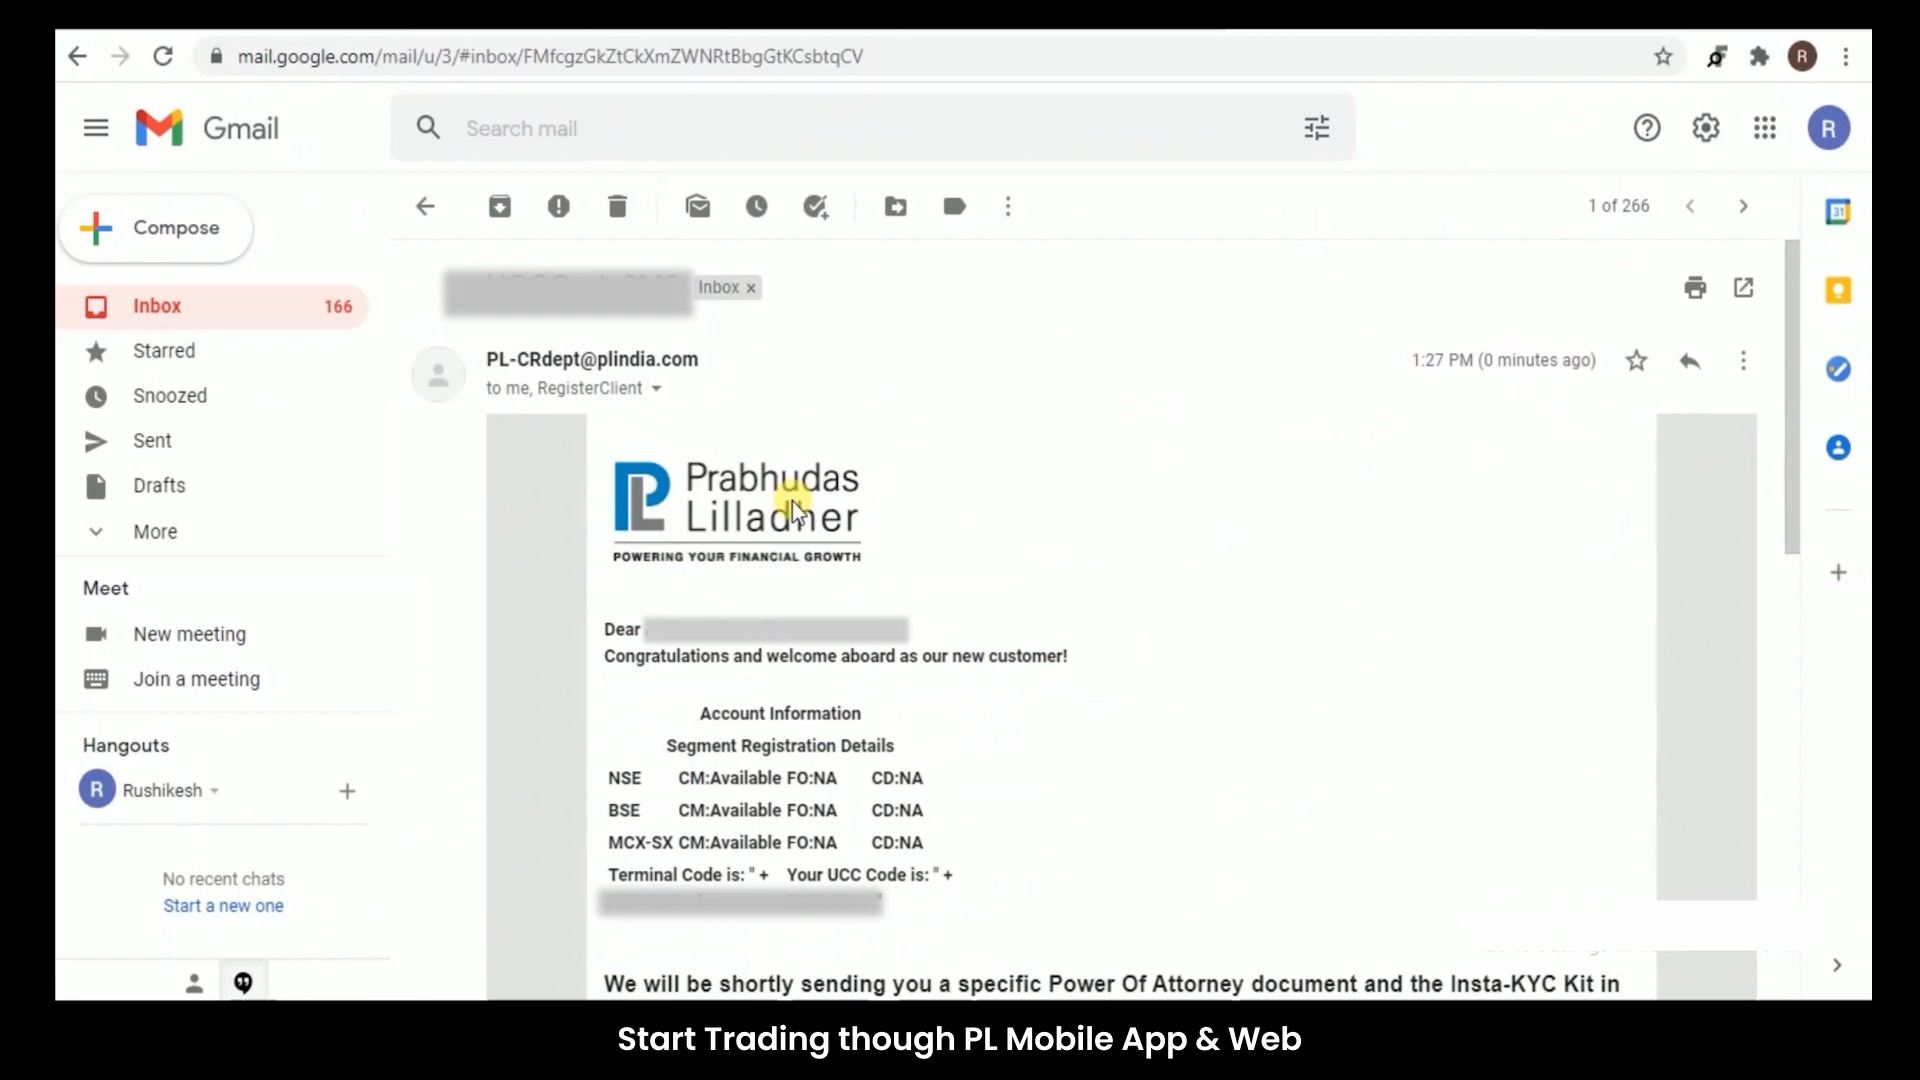 mail.google.com/mail/u/3/#inbox/FMfcgzGkZtCkXmZWNRtBbgGtKCsbtqCV
R
Gmail
Search mail
R
Compose
1 of 266
31
Inbox 166
Inbox ×
Starred
PL-CRdept@plindia.com
1:27 PM (0 minutes ago)
to me, RegisterClient
Snoozed
Sent
Drafts
More
Prabhudas
Lilladher
POWERING YOUR FINANCIAL GROWTH
Meet
New meeting
Join a meeting
Dear
Congratulations and welcome aboard as our new customer!
Account Information
Segment Registration Details
NSE CM:Available FO:NA CD:NA
BSE CM:Available FO:NA CD:NA
MCX-SX CM:Available FO:NA CD:NA
Terminal Code is: " + Your UCC Code is: " +
Hangouts
R Rushikesh
No recent chats
Start a new one
We will be shortly sending you a specific Power Of Attorney document and the Insta-KYC Kit in
Start Trading though PL Mobile App & Web